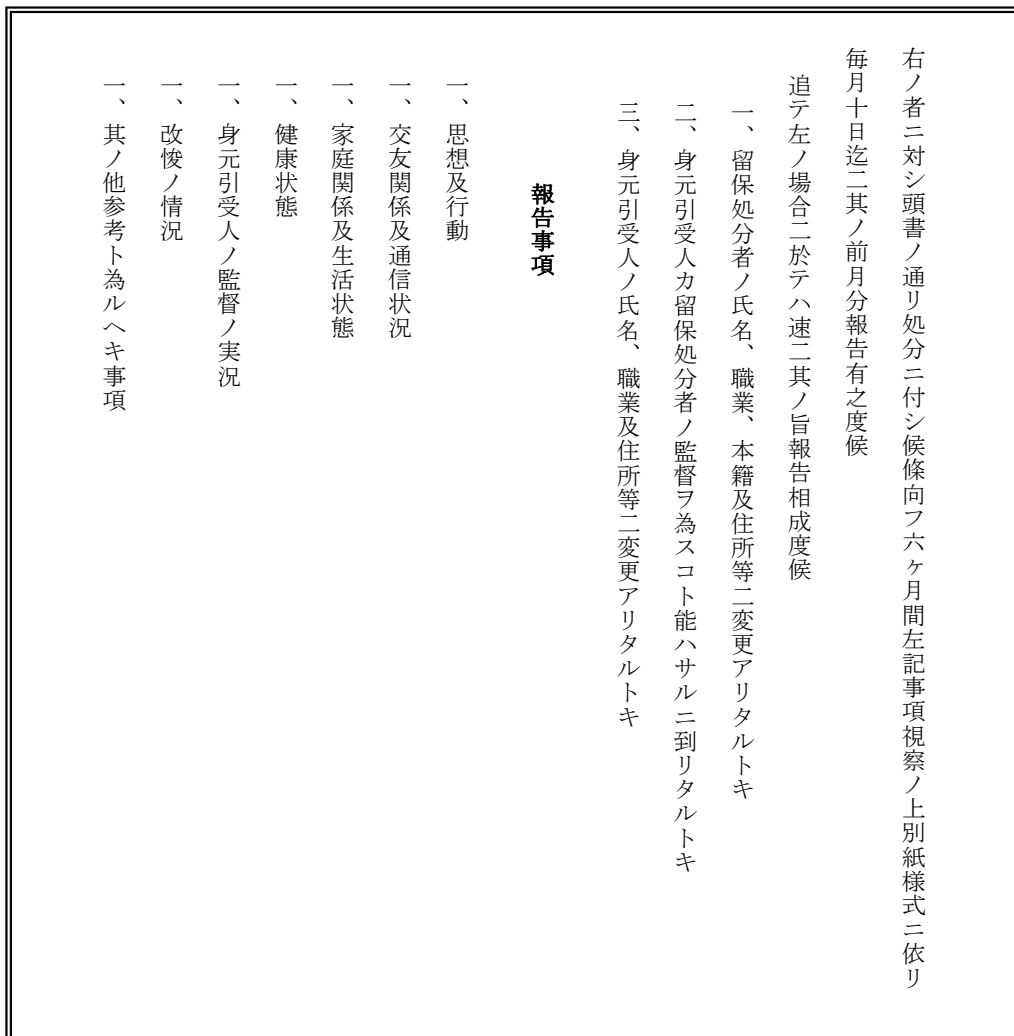 右ノ者ニ対シ頭書ノ通リ処分ニ付シ候條向フ六ヶ月間左記事項視察ノ上別紙様式ニ依リ
毎月十日迄ニ其ノ前月分報告有之度候
追テ左ノ場合ニ於テハ速ニ其ノ旨報告相成度候
一、留保処分者ノ氏名、職業、本籍及住所等ニ変更アリタルトキ
二、身元引受人カ留保処分者ノ監督ヲ為スコト能ハサルニ到リタルトキ
三、身元引受人ノ氏名、職業及住所等ニ変更アリタルトキ
報告事項
一、思想及行動
一、交友関係及通信状況
一、家庭関係及生活状態
一、健康状態
一、身元引受人ノ監督ノ実況
一、改悛ノ情況
一、其ノ他参考ト為ルヘキ事項